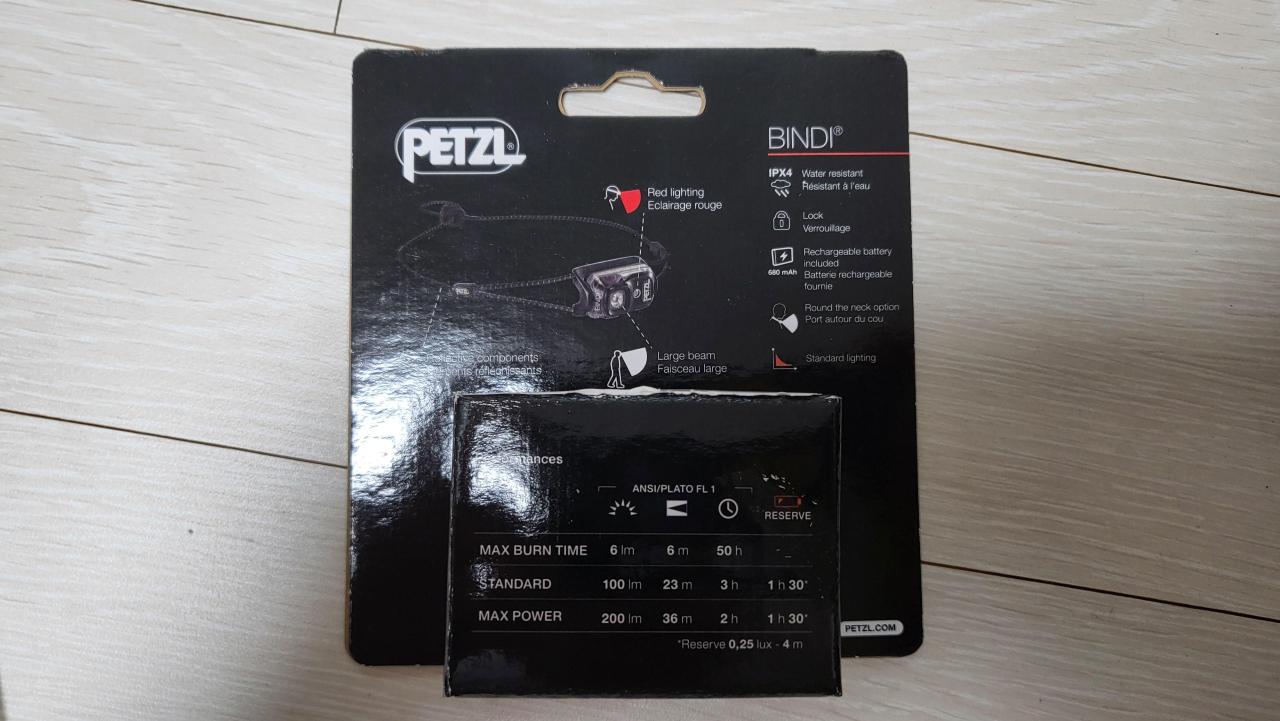 PETZL®
BINDI®
IPX4
Water resistant
Résistant à l'eau
Red lighting
Eclairage rouge
Lock
Verrouillage
680 mAh
Rechargeable battery
included
Batterie rechargeable
fournie
PETZL
PETZL
Round the neck option
Port autour du cou
components
réfléchissants
Large beam
Faisceau large
Standard lighting
ANSI/PLATO FL 1
RESERVE
MAX BURN TIME 6 lm 6 m 50 h -
STANDARD 100 lm 23 m 3 h 1 h 30*
MAX POWER 200 lm 36 m 2 h 1 h 30*
*Reserve 0,25 lux - 4 m
PETZL.COM